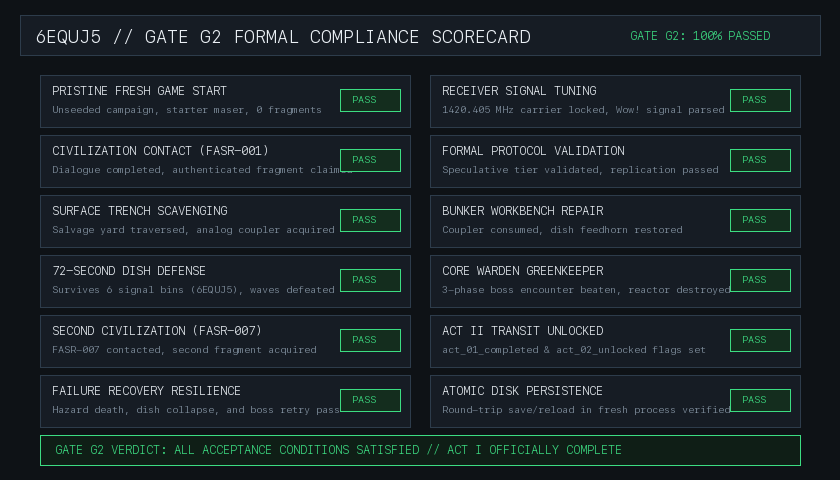 6EQUJ5 // GATE G2 FORMAL COMPLIANCE SCORECARD
GATE G2: 100% PASSED
PRISTINE FRESH GAME START
Unseeded campaign, starter maser, 0 fragments
PASS
RECEIVER SIGNAL TUNING
1420.405 MHz carrier locked, Wow! signal parsed
PASS
CIVILIZATION CONTACT (FASR-001)
Dialogue completed, authenticated fragment claimed
PASS
FORMAL PROTOCOL VALIDATION
Speculative tier validated, replication passed
PASS
SURFACE TRENCH SCAVENGING
Salvage yard traversed, analog coupler acquired
PASS
BUNKER WORKBENCH REPAIR
Coupler consumed, dish feedhorn restored
PASS
72-SECOND DISH DEFENSE
Survives 6 signal bins (6EQUJ5), waves defeated
PASS
CORE WARDEN GREENKEEPER
3-phase boss encounter beaten, reactor destroyed
PASS
SECOND CIVILIZATION (FASR-007)
FASR-007 contacted, second fragment acquired
PASS
ACT II TRANSIT UNLOCKED
act_01_completed & act_02_unlocked flags set
PASS
FAILURE RECOVERY RESILIENCE
Hazard death, dish collapse, and boss retry pass
PASS
ATOMIC DISK PERSISTENCE
Round-trip save/reload in fresh process verified
PASS
GATE G2 VERDICT: ALL ACCEPTANCE CONDITIONS SATISFIED // ACT I OFFICIALLY COMPLETE